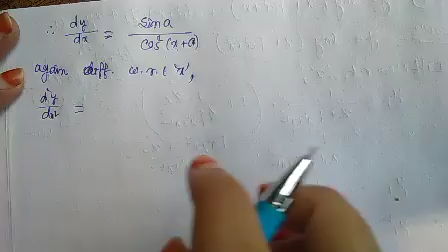 ∵ dy/dx = sin a / cos²(x+a)
again diff. w.r.t 'x',
d²y/dx² =